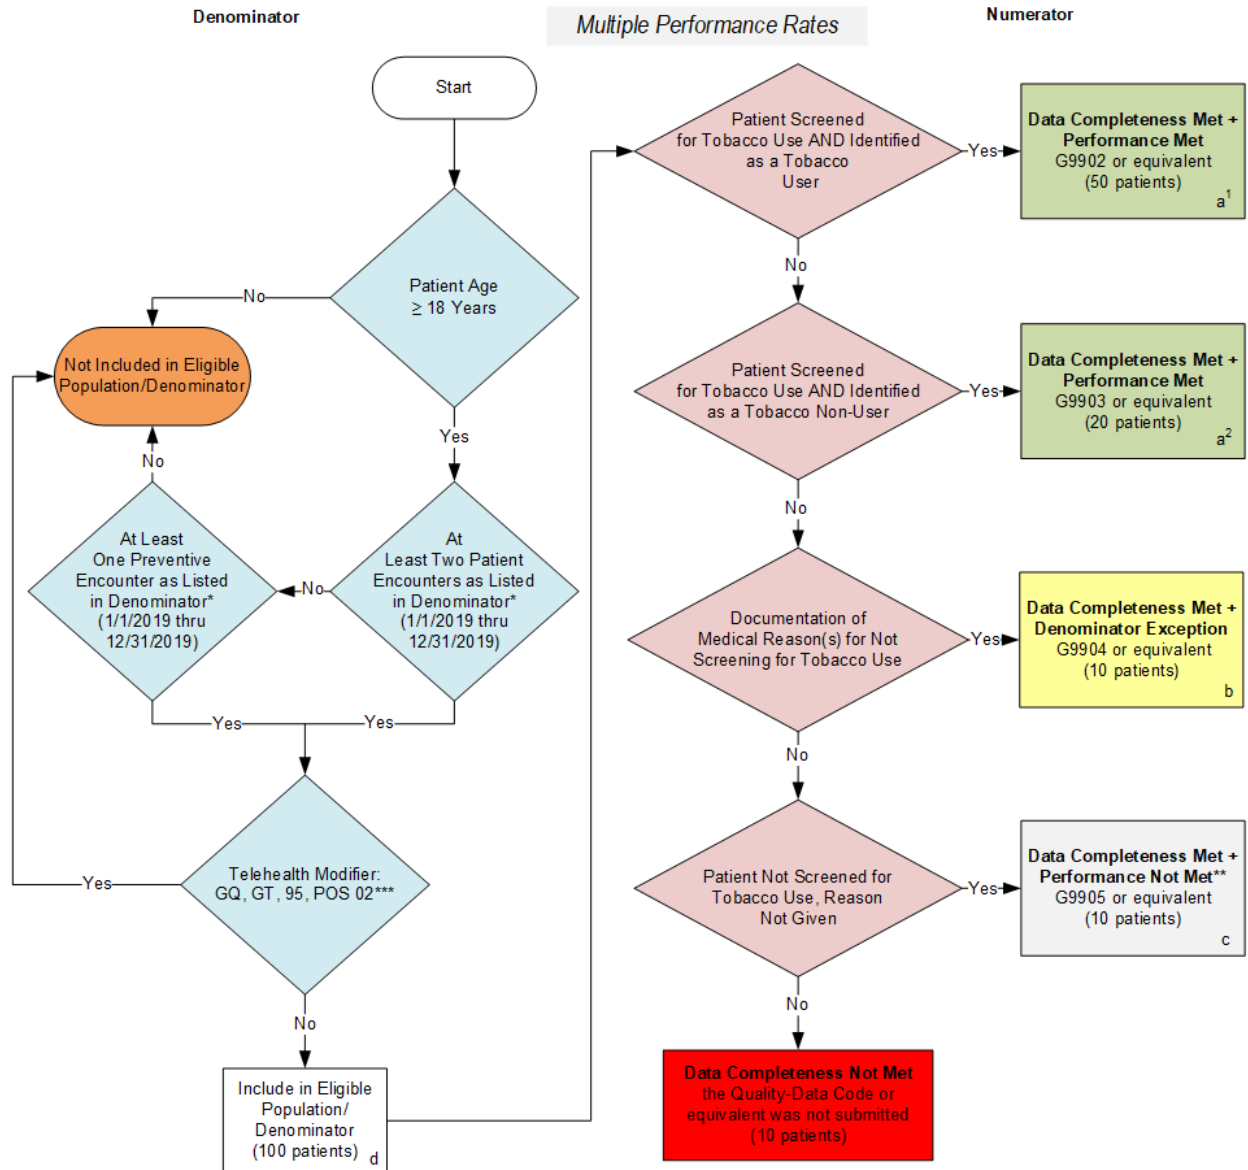 Denominator
Multiple Performance Rates
Numerator
Start
Patient Age
≥ 18 Years
No
Yes
Not Included in Eligible
Population/Denominator
No
At Least
One Preventive
Encounter as Listed
in Denominator*
(1/1/2019 thru
12/31/2019)
No
At
Least Two Patient
Encounters as Listed
in Denominator*
(1/1/2019 thru
12/31/2019)
Yes
Yes
Telehealth Modifier:
GQ, GT, 95, POS 02***
Yes
No
Include in Eligible
Population/
Denominator
(100 patients)
d
Patient Screened
for Tobacco Use AND Identified
as a Tobacco
User
Yes
Data Completeness Met +
Performance Met
G9902 or equivalent
(50 patients)
a1
No
Patient Screened
for Tobacco Use AND Identified
as a Tobacco Non-User
Yes
Data Completeness Met +
Performance Met
G9903 or equivalent
(20 patients)
a2
No
Documentation of
Medical Reason(s) for Not
Screening for Tobacco Use
Yes
Data Completeness Met +
Denominator Exception
G9904 or equivalent
(10 patients)
b
No
Patient Not Screened for
Tobacco Use, Reason
Not Given
Yes
Data Completeness Met +
Performance Not Met**
G9905 or equivalent
(10 patients)
c
No
Data Completeness Not Met
the Quality-Data Code or
equivalent was not submitted
(10 patients)